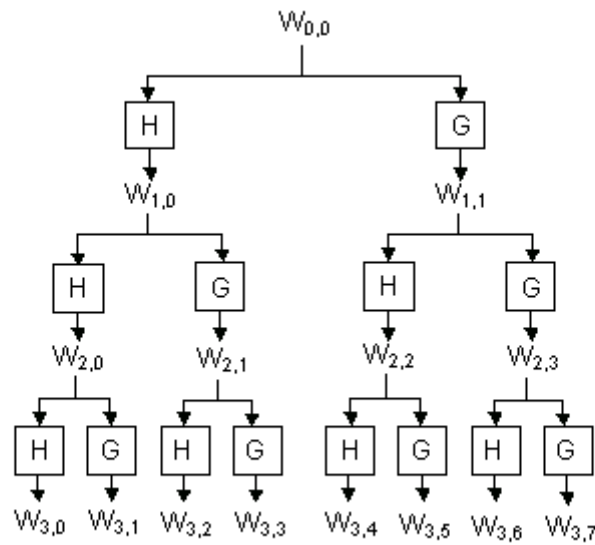 W0,0
H G
W1,0 W1,1
H G H G
W2,0 W2,1 W2,2 W2,3
H G H G H G H G
W3,0 W3,1 W3,2 W3,3 W3,4 W3,5 W3,6 W3,7